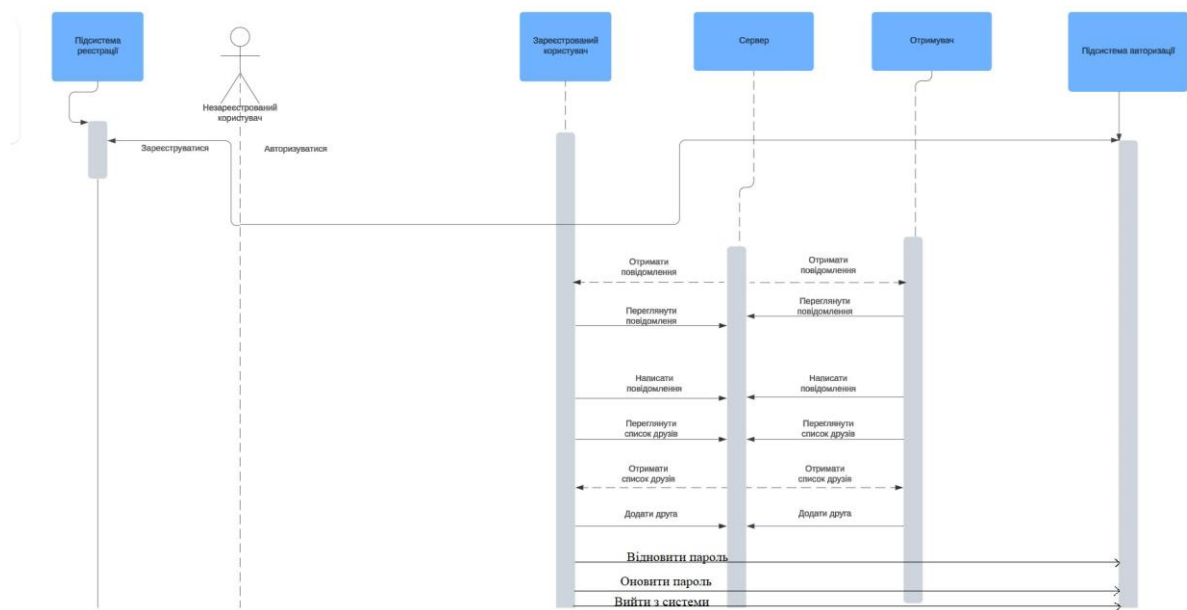 Підсистема
реєстрації
Зареєстрований
користувач
Сервер
Отримувач
Підсистема авторизації
Незареєстрований
користувач
Зареєструватися
Авторизуватися
Отримати
повідомлення
Отримати
повідомлення
Переглянути
повідомленя
Переглянути
повідомлення
Написати
повідомлення
Написати
повідомлення
Переглянути
список друзів
Переглянути
список друзів
Отримати
список друзів
Отримати
список друзів
Додати друга
Додати друга
Відновити пароль
Оновити пароль
Вийти з системи